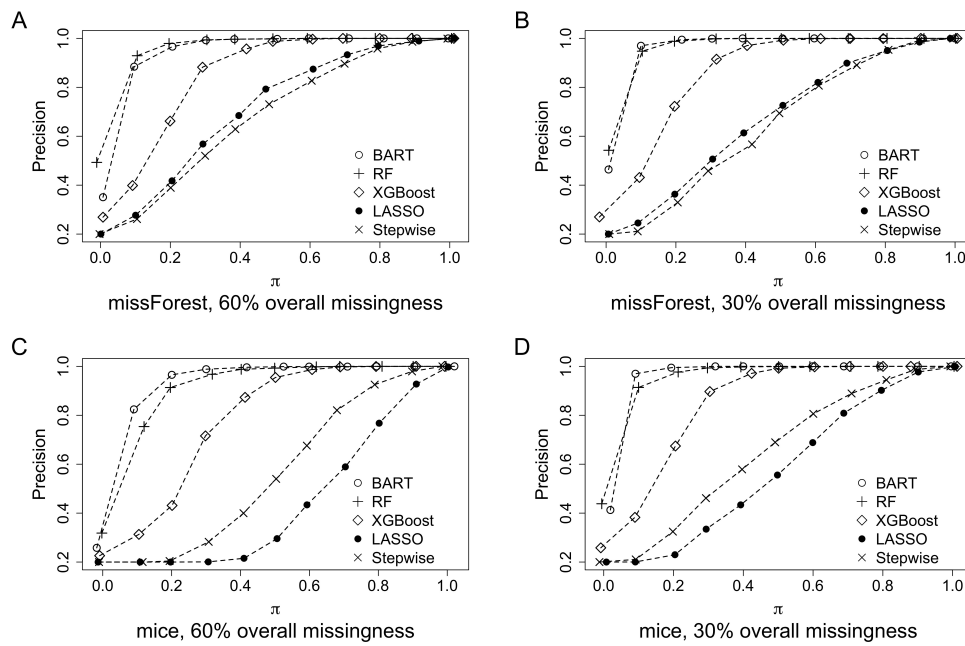 A
Precision
1.0
0.8
0.6
0.4
0.2
0.0 0.2 0.4 0.6 0.8 1.0
π
BART
RF
XGBoost
LASSO
Stepwise
missForest, 60% overall missingness
B
Precision
1.0
0.8
0.6
0.4
0.2
0.0 0.2 0.4 0.6 0.8 1.0
π
BART
RF
XGBoost
LASSO
Stepwise
missForest, 30% overall missingness
C
Precision
1.0
0.8
0.6
0.4
0.2
0.0 0.2 0.4 0.6 0.8 1.0
π
BART
RF
XGBoost
LASSO
Stepwise
mice, 60% overall missingness
D
Precision
1.0
0.8
0.6
0.4
0.2
0.0 0.2 0.4 0.6 0.8 1.0
π
BART
RF
XGBoost
LASSO
Stepwise
mice, 30% overall missingness